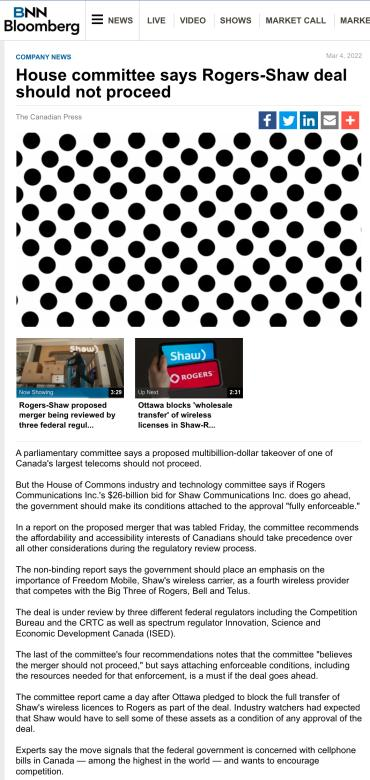 BNN
Bloomberg
NEWS
LIVE
VIDEO
SHOWS
MARKET CALL
MARKE
COMPANY NEWS
Mar 4, 2022
House committee says Rogers-Shaw deal
should not proceed
The Canadian Press
Shaw)
Now Showing
3:29
Rogers-Shaw proposed
merger being reviewed by
three federal regul...
Shaw)
ROGERS
Up Next
2:31
Ottawa blocks 'wholesale
transfer' of wireless
licenses in Shaw-R...
A parliamentary committee says a proposed multibillion-dollar takeover of one of
Canada's largest telecoms should not proceed.
But the House of Commons industry and technology committee says if Rogers
Communications Inc.'s $26-billion bid for Shaw Communications Inc. does go ahead,
the government should make its conditions attached to the approval "fully enforceable."
In a report on the proposed merger that was tabled Friday, the committee recommends
the affordability and accessibility interests of Canadians should take precedence over
all other considerations during the regulatory review process.
The non-binding report says the government should place an emphasis on the
importance of Freedom Mobile, Shaw's wireless carrier, as a fourth wireless provider
that competes with the Big Three of Rogers, Bell and Telus.
The deal is under review by three different federal regulators including the Competition
Bureau and the CRTC as well as spectrum regulator Innovation, Science and
Economic Development Canada (ISED).
The last of the committee's four recommendations notes that the committee "believes
the merger should not proceed," but says attaching enforceable conditions, including
the resources needed for that enforcement, is a must if the deal goes ahead.
The committee report came a day after Ottawa pledged to block the full transfer of
Shaw's wireless licences to Rogers as part of the deal. Industry watchers had expected
that Shaw would have to sell some of these assets as a condition of any approval of the
deal.
Experts say the move signals that the federal government is concerned with cellphone
bills in Canada — among the highest in the world — and wants to encourage
competition.